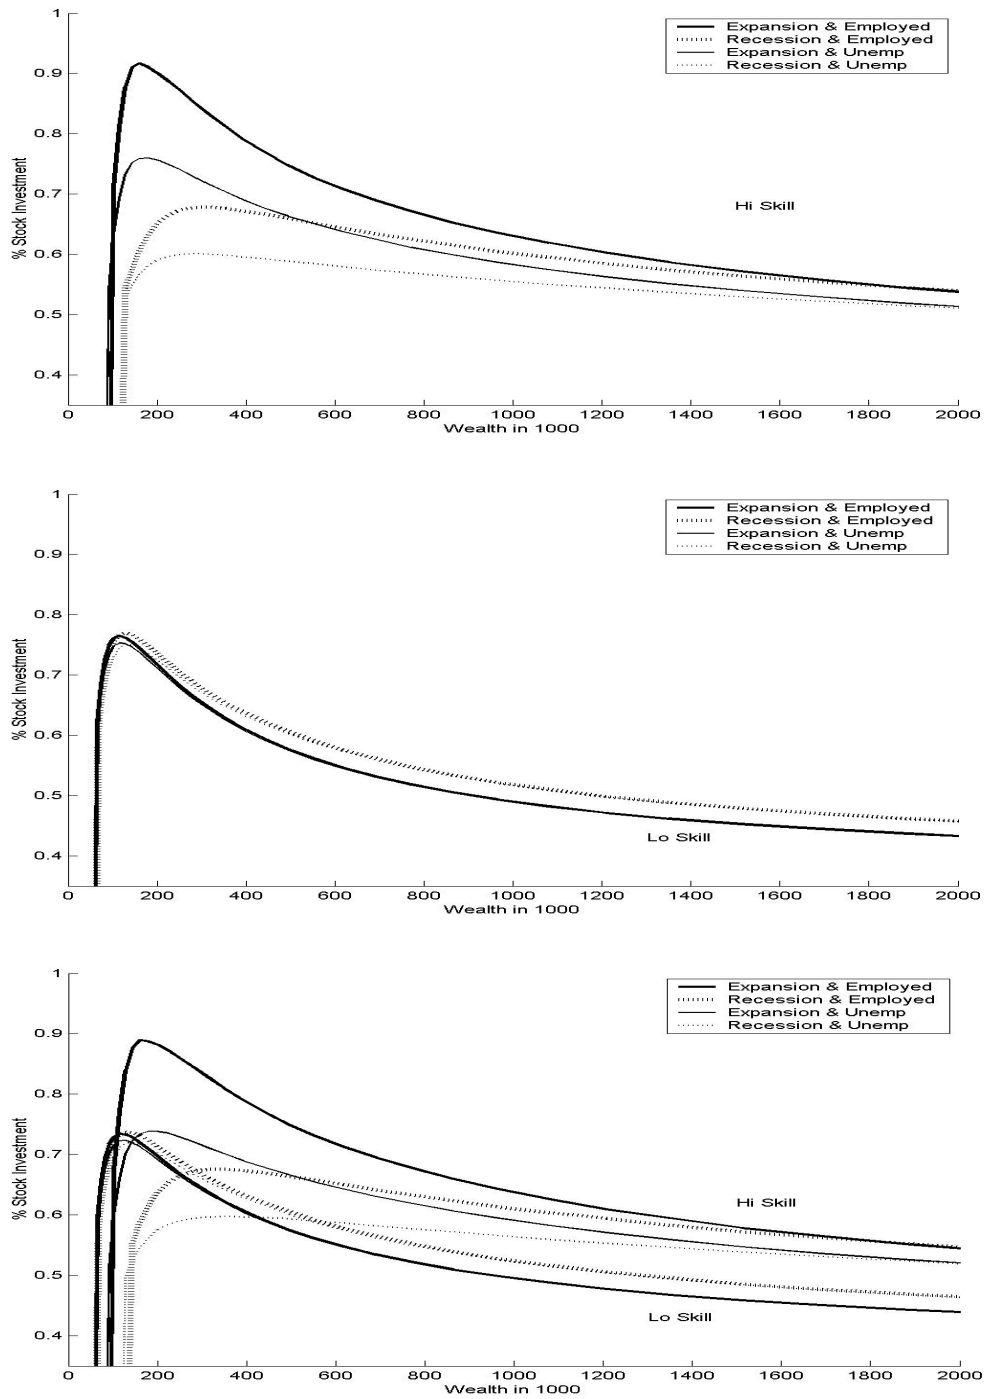 1
Expansion & Employed
Recession & Employed
Expansion & Unemp
Recession & Unemp
0.9
0.8
0.7
Hi Skill
0.6
0.5
0.4
% Stock Investment
0 200 400 600 800 1000 1200 1400 1600 1800 2000
Wealth in 1000
1
Expansion & Employed
Recession & Employed
Expansion & Unemp
Recession & Unemp
0.9
0.8
0.7
0.6
0.5
Lo Skill
0.4
% Stock Investment
0 200 400 600 800 1000 1200 1400 1600 1800 2000
Wealth in 1000
1
Expansion & Employed
Recession & Employed
Expansion & Unemp
Recession & Unemp
0.9
0.8
0.7
Hi Skill
0.6
0.5
Lo Skill
0.4
% Stock Investment
0 200 400 600 800 1000 1200 1400 1600 1800 2000
Wealth in 1000